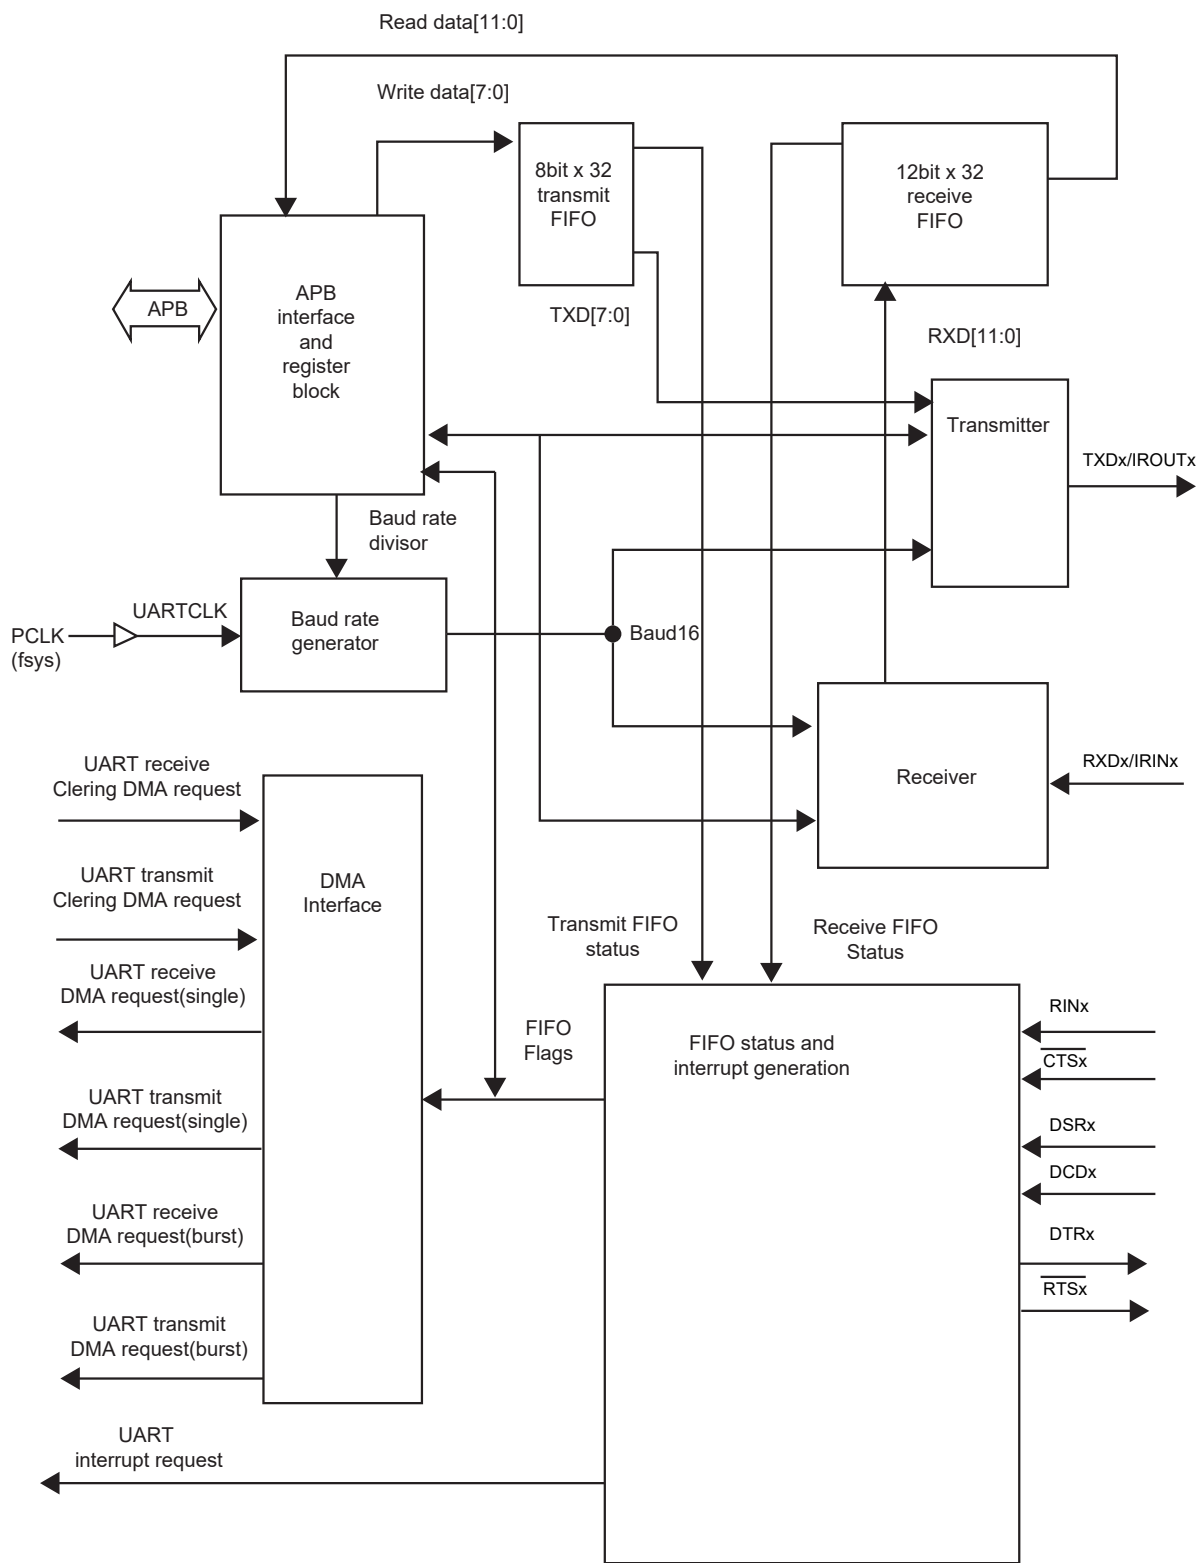 Read data[11:0]
Write data[7:0]
8bit x 32
transmit
FIFO
12bit x 32
receive
FIFO
APB
APB
interface
and
register
block
TXD[7:0]
RXD[11:0]
Transmitter
TXDx/IROUTx
Baud rate
divisor
UARTCLK
PCLK
(fsys)
Baud rate
generator
Baud16
Receiver
RXDx/IRINx
UART receive
Clering DMA request
UART transmit
Clering DMA request
UART receive
DMA request(single)
UART transmit
DMA request(single)
UART receive
DMA request(burst)
UART transmit
DMA request(burst)
DMA
Interface
Transmit FIFO
status
Receive FIFO
Status
FIFO
Flags
FIFO status and
interrupt generation
RINx
CTSx
DSRx
DCDx
DTRx
RTSx
UART
interrupt request